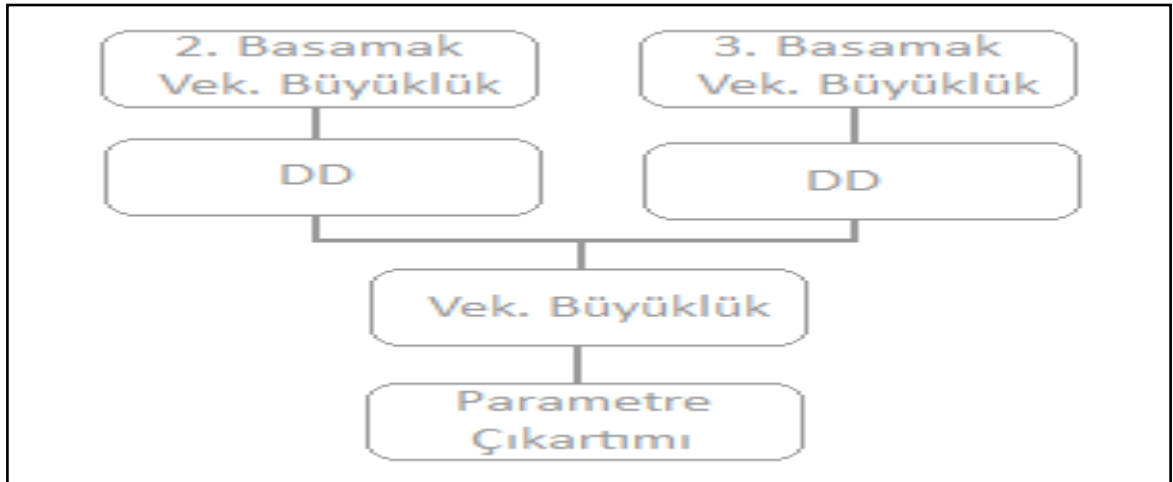 2. Basamak
Vek. Büyüklük
3. Basamak
Vek. Büyüklük
DD
DD
Vek. Büyüklük
Parametre
Çıkartımı